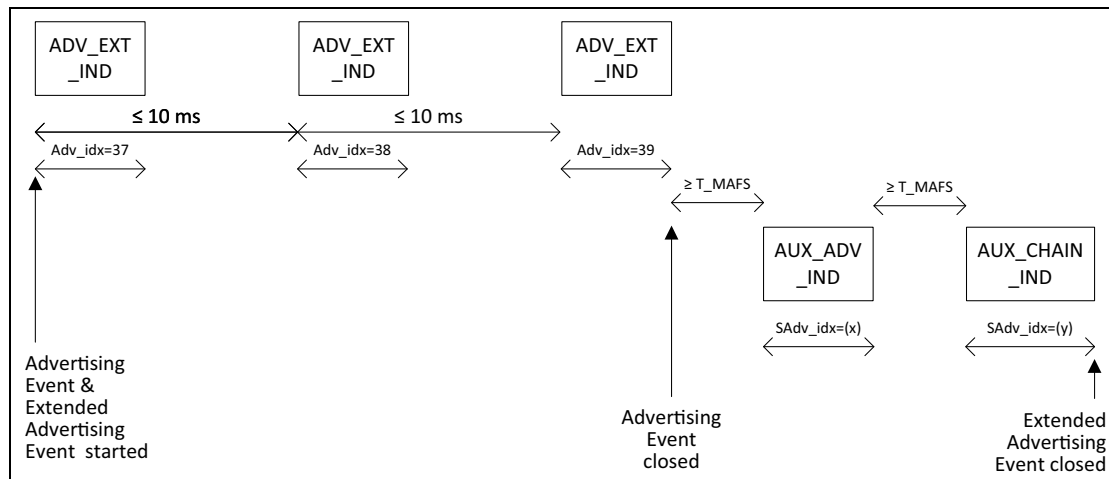 ADV_EXT
_IND
ADV_EXT
_IND
ADV_EXT
_IND
≤ 10 ms
≤ 10 ms
Adv_idx=37
Adv_idx=38
Adv_idx=39
≥ T_MAFS
≥ T_MAFS
AUX_ADV
_IND
AUX_CHAIN
_IND
SAdv_idx=(x)
SAdv_idx=(y)
Advertising
Event &
Extended
Advertising
Event started
Advertising
Event
closed
Extended
Advertising
Event closed